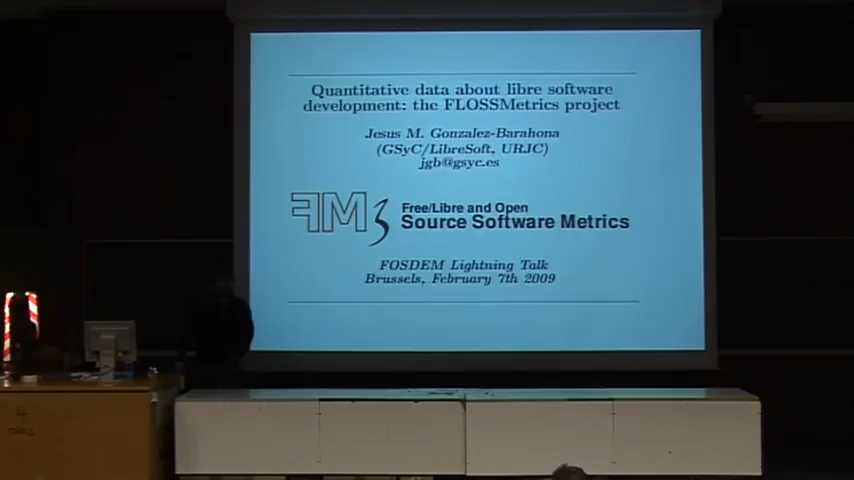 Quantitative data about libre software
development: the FLOSSMetrics project
Jesus M. Gonzalez-Barahona
(GSyC/LibreSoft, URJC)
jgb@gsyc.es
FM3 Free/Libre and Open
Source Software Metrics
FOSDEM Lightning Talk
Brussels, February 7th 2009